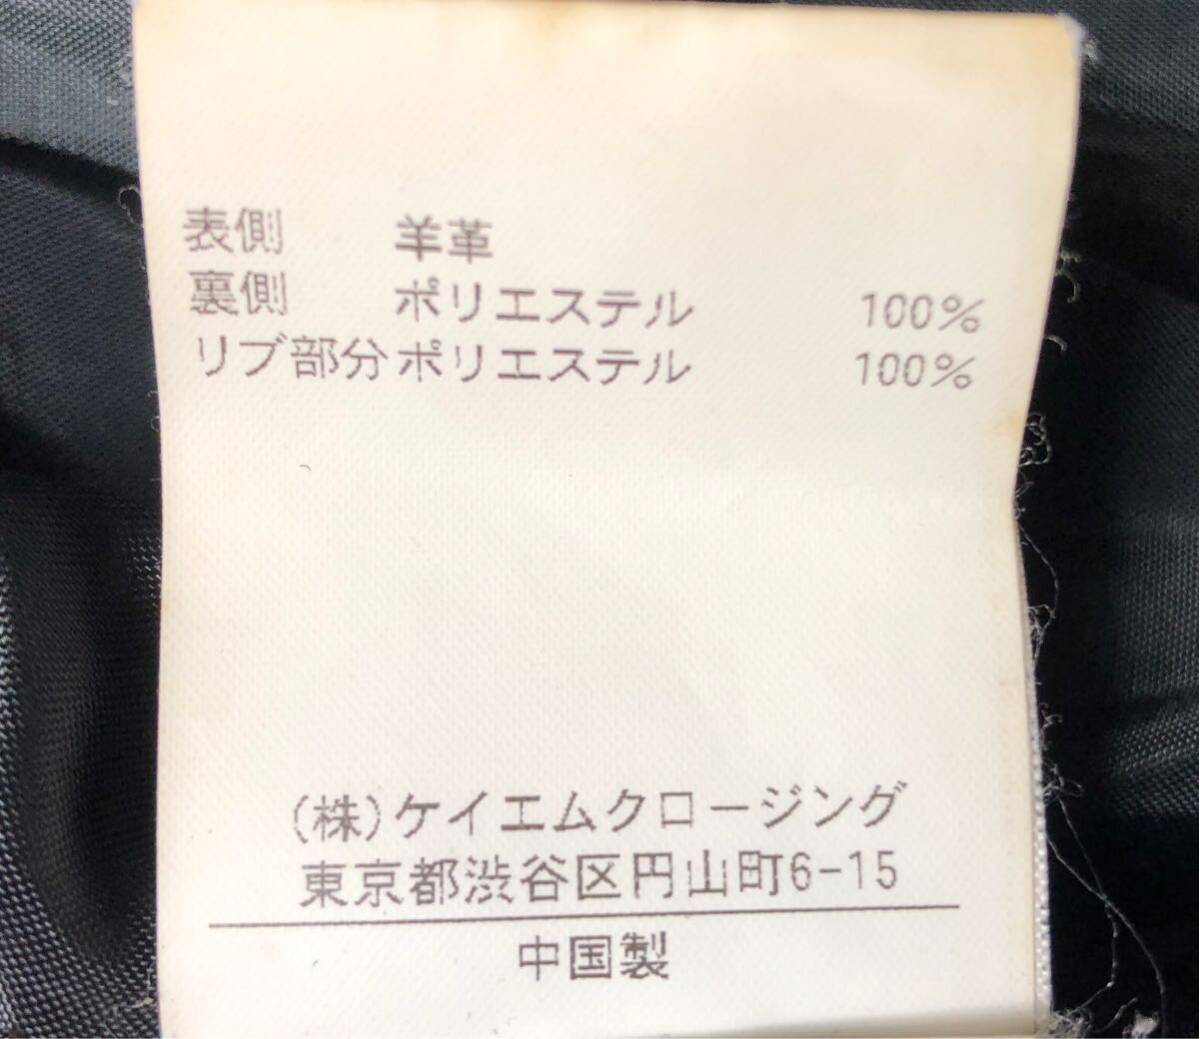 表側 羊革
裏側 ポリエステル 100%
リブ部分 ポリエステル 100%
(株)ケイエムクロージング
東京都渋谷区円山町6-15
中国製